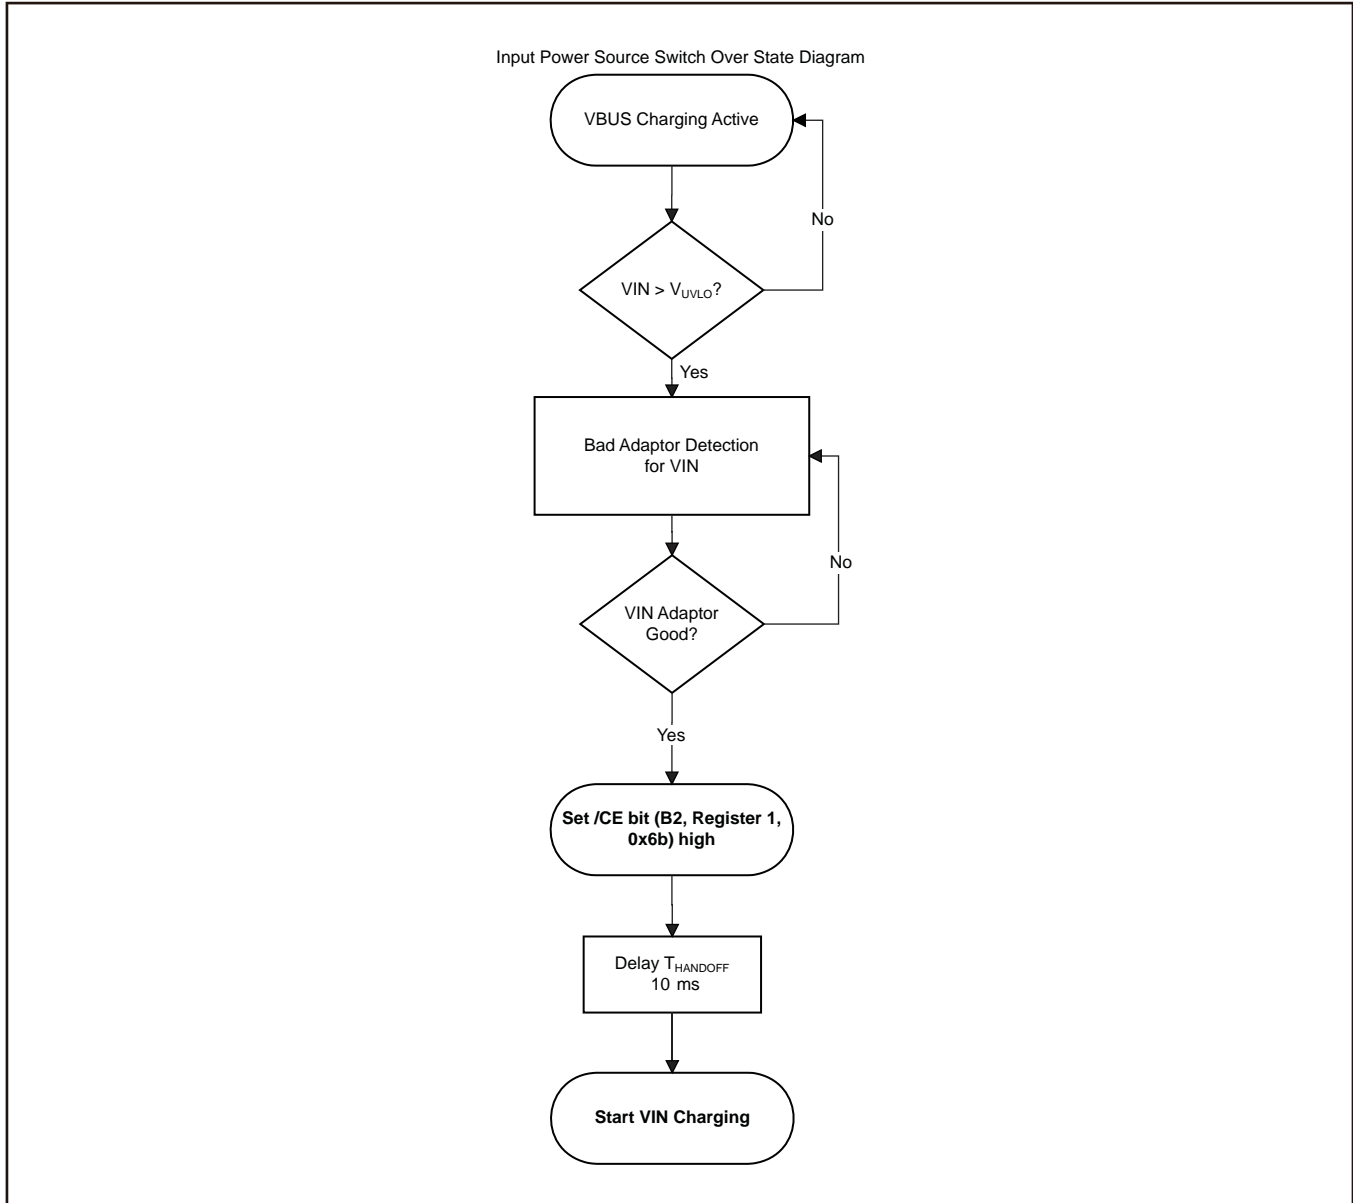 Input Power Source Switch Over State Diagram
VBUS Charging Active
No
VIN > VUVLO?
Yes
Bad Adaptor Detection
for VIN
No
VIN Adaptor
Good?
Yes
Set /CE bit (B2, Register 1,
0x6b) high
Delay THANDOFF
10 ms
Start VIN Charging